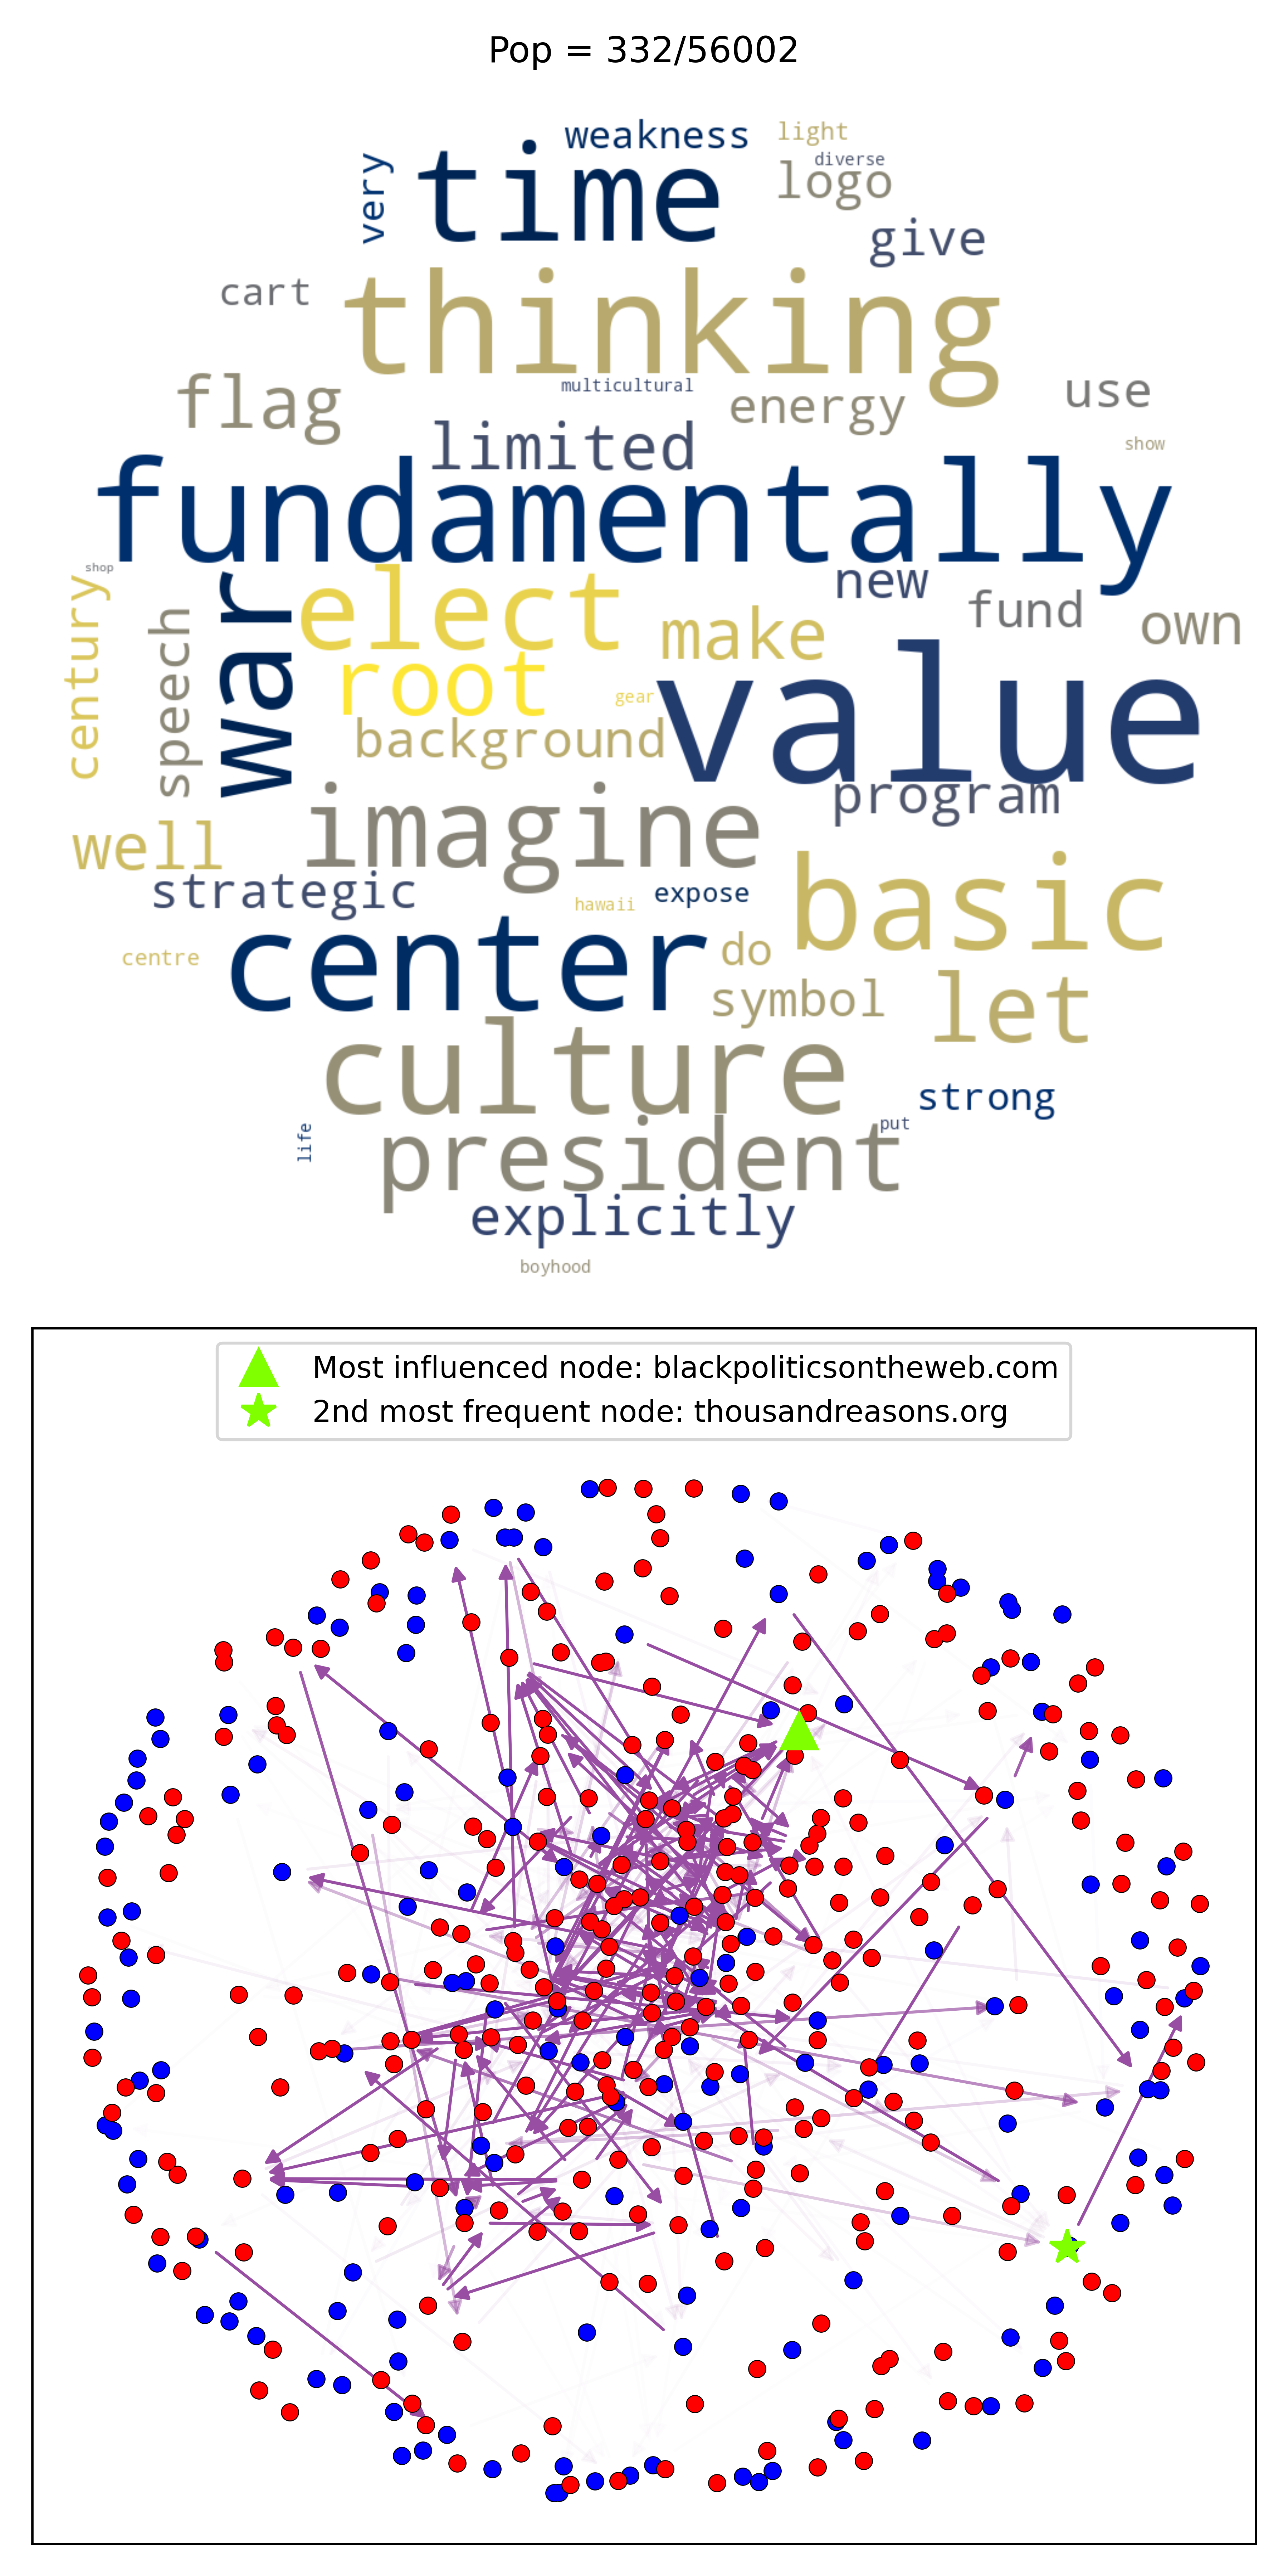 Pop = 332/56002
weakness light
diverse
very time logo
give
cart thinking
multicultural
flag energy use
limited show
fundamentally
shop
new
century speech war elect make fund own
root gear value
background
program
imagine
well
strategic expose
hawaii basic
centre center do
symbol let
culture
strong
life president put
explicitly
boyhood
Most influenced node: blackpoliticsontheweb.com
2nd most frequent node: thousandreasons.org